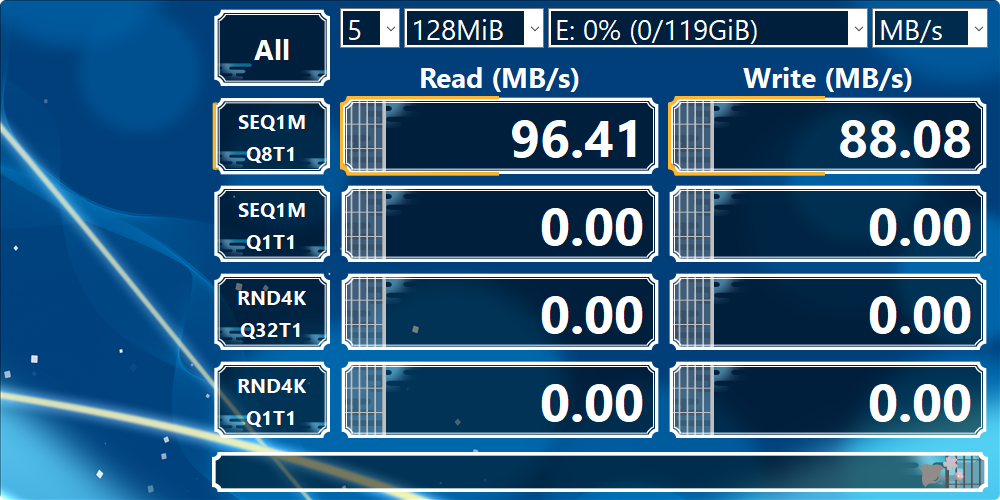 All
5 128MiB E: 0% (0/119GiB) MB/s
Read (MB/s) Write (MB/s)
SEQ1M
Q8T1
96.41 88.08
SEQ1M
Q1T1
0.00 0.00
RND4K
Q32T1
0.00 0.00
RND4K
Q1T1
0.00 0.00